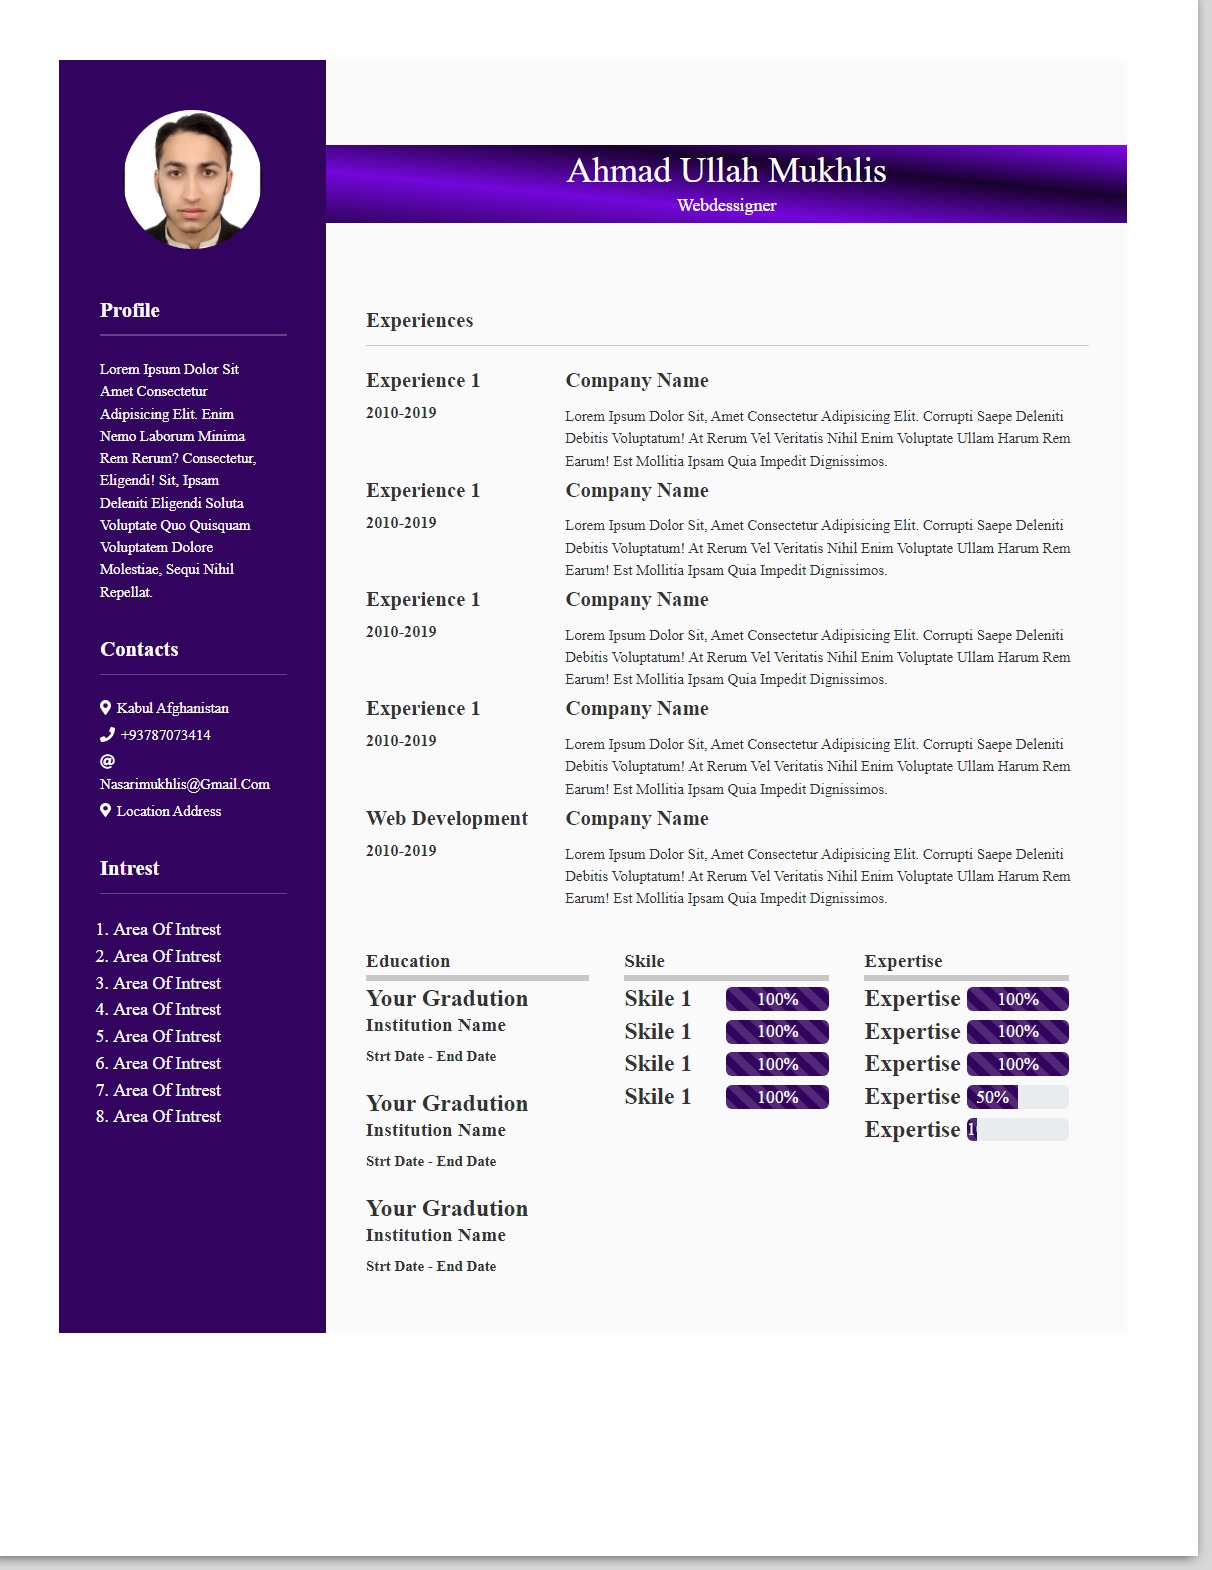 Ahmad Ullah Mukhlis
Webdessigner
Profile
Lorem Ipsum Dolor Sit
Amet Consectetur
Adipisicing Elit. Enim
Nemo Laborum Minima
Rem Rerum? Consectetur,
Eligendi! Sit, Ipsam
Deleniti Eligendi Soluta
Voluptate Quo Quisquam
Voluptatem Dolore
Molestiae, Sequi Nihil
Repellat.
Contacts
Kabul Afghanistan
+93787073414
@
Nasarimukhlis@Gmail.Com
Location Address
Intrest
1. Area Of Intrest
2. Area Of Intrest
3. Area Of Intrest
4. Area Of Intrest
5. Area Of Intrest
6. Area Of Intrest
7. Area Of Intrest
8. Area Of Intrest
Experiences
Experience 1
2010-2019
Company Name
Lorem Ipsum Dolor Sit, Amet Consectetur Adipisicing Elit. Corrupti Saepe Deleniti
Debitis Voluptatum! At Rerum Vel Veritatis Nihil Enim Voluptate Ullam Harum Rem
Earum! Est Mollitia Ipsam Quia Impedit Dignissimos.
Experience 1
2010-2019
Company Name
Lorem Ipsum Dolor Sit, Amet Consectetur Adipisicing Elit. Corrupti Saepe Deleniti
Debitis Voluptatum! At Rerum Vel Veritatis Nihil Enim Voluptate Ullam Harum Rem
Earum! Est Mollitia Ipsam Quia Impedit Dignissimos.
Experience 1
2010-2019
Company Name
Lorem Ipsum Dolor Sit, Amet Consectetur Adipisicing Elit. Corrupti Saepe Deleniti
Debitis Voluptatum! At Rerum Vel Veritatis Nihil Enim Voluptate Ullam Harum Rem
Earum! Est Mollitia Ipsam Quia Impedit Dignissimos.
Experience 1
2010-2019
Company Name
Lorem Ipsum Dolor Sit, Amet Consectetur Adipisicing Elit. Corrupti Saepe Deleniti
Debitis Voluptatum! At Rerum Vel Veritatis Nihil Enim Voluptate Ullam Harum Rem
Earum! Est Mollitia Ipsam Quia Impedit Dignissimos.
Web Development
2010-2019
Company Name
Lorem Ipsum Dolor Sit, Amet Consectetur Adipisicing Elit. Corrupti Saepe Deleniti
Debitis Voluptatum! At Rerum Vel Veritatis Nihil Enim Voluptate Ullam Harum Rem
Earum! Est Mollitia Ipsam Quia Impedit Dignissimos.
Education
Your Gradution
Institution Name
Strt Date - End Date
Your Gradution
Institution Name
Strt Date - End Date
Your Gradution
Institution Name
Strt Date - End Date
Skile
Skile 1 100%
Skile 1 100%
Skile 1 100%
Skile 1 100%
Expertise
Expertise 100%
Expertise 100%
Expertise 100%
Expertise 50%
Expertise